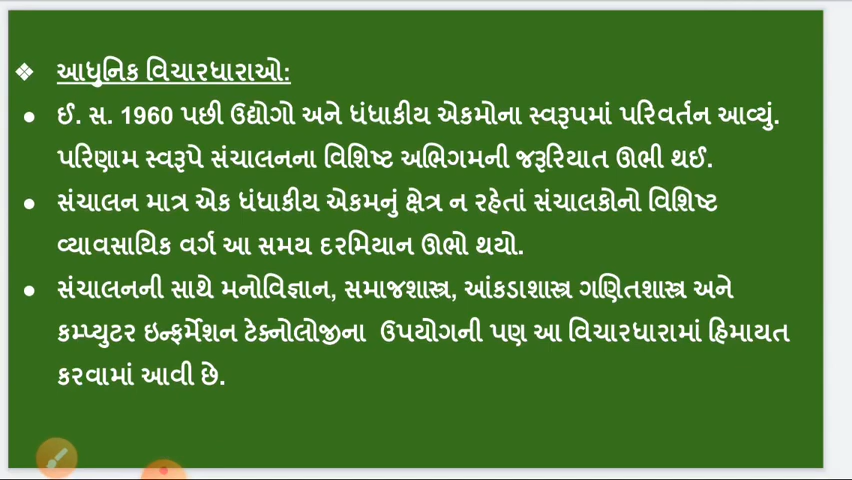 ❖ આધુનિક વિચારધારાઓ:
● ઈ. સ. 1960 પછી ઉદ્યોગો અને ધંધાકીય એકમોના સ્વરૂપમાં પરિવર્તન આવ્યું.
પરિણામ સ્વરૂપે સંચાલનના વિશિષ્ટ અભિગમની જરૂરિયાત ઊભી થઈ.
● સંચાલન માત્ર એક ધંધાકીય એકમનું ક્ષેત્ર ન રહેતાં સંચાલકોનો વિશિષ્ટ
વ્યાવસાયિક વર્ગ આ સમય દરમિયાન ઊભો થયો.
● સંચાલનની સાથે મનોવિજ્ઞાન, સમાજશાસ્ત્ર, આંકડાશાસ્ત્ર ગણિતશાસ્ત્ર અને
કમ્પ્યુટર ઇન્ફર્મેશન ટેક્નોલોજીના ઉપયોગની પણ આ વિચારધારામાં હિમાયત
કરવામાં આવી છે.